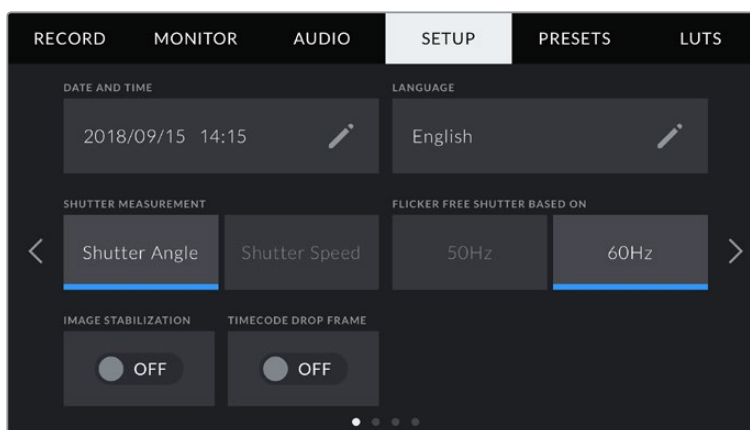 RECORD MONITOR AUDIO SETUP PRESETS LUTS
DATE AND TIME LANGUAGE
2018/09/15 14:15 English
SHUTTER MEASUREMENT FLICKER FREE SHUTTER BASED ON
Shutter Angle Shutter Speed 50Hz 60Hz
IMAGE STABILIZATION TIMECODE DROP FRAME
OFF OFF